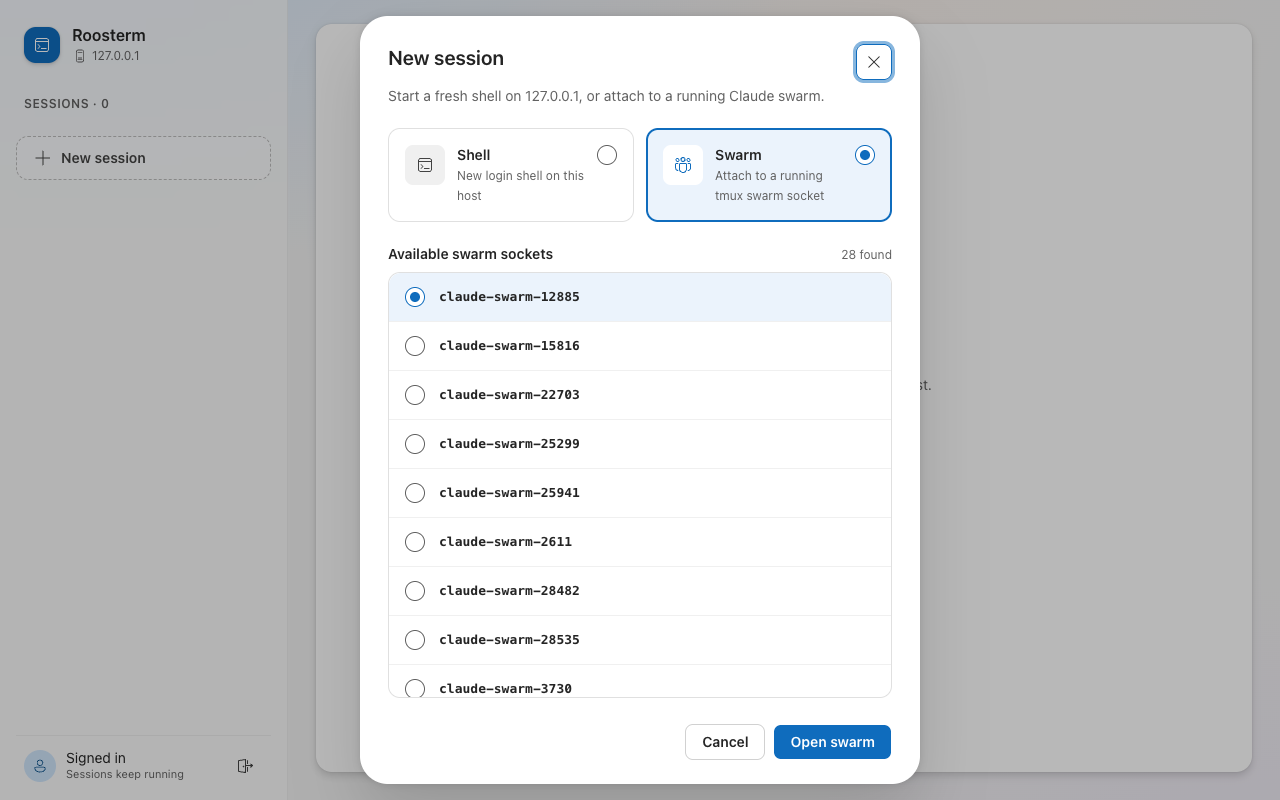 Roosterm
127.0.0.1
SESSIONS · 0
New session
Signed in
Sessions keep running
New session
Start a fresh shell on 127.0.0.1, or attach to a running Claude swarm.
Shell
New login shell on this
host
Swarm
Attach to a running
tmux swarm socket
Available swarm sockets
28 found
claude-swarm-12885
claude-swarm-15816
claude-swarm-22703
claude-swarm-25299
claude-swarm-25941
claude-swarm-2611
claude-swarm-28482
claude-swarm-28535
claude-swarm-3730
Cancel
Open swarm